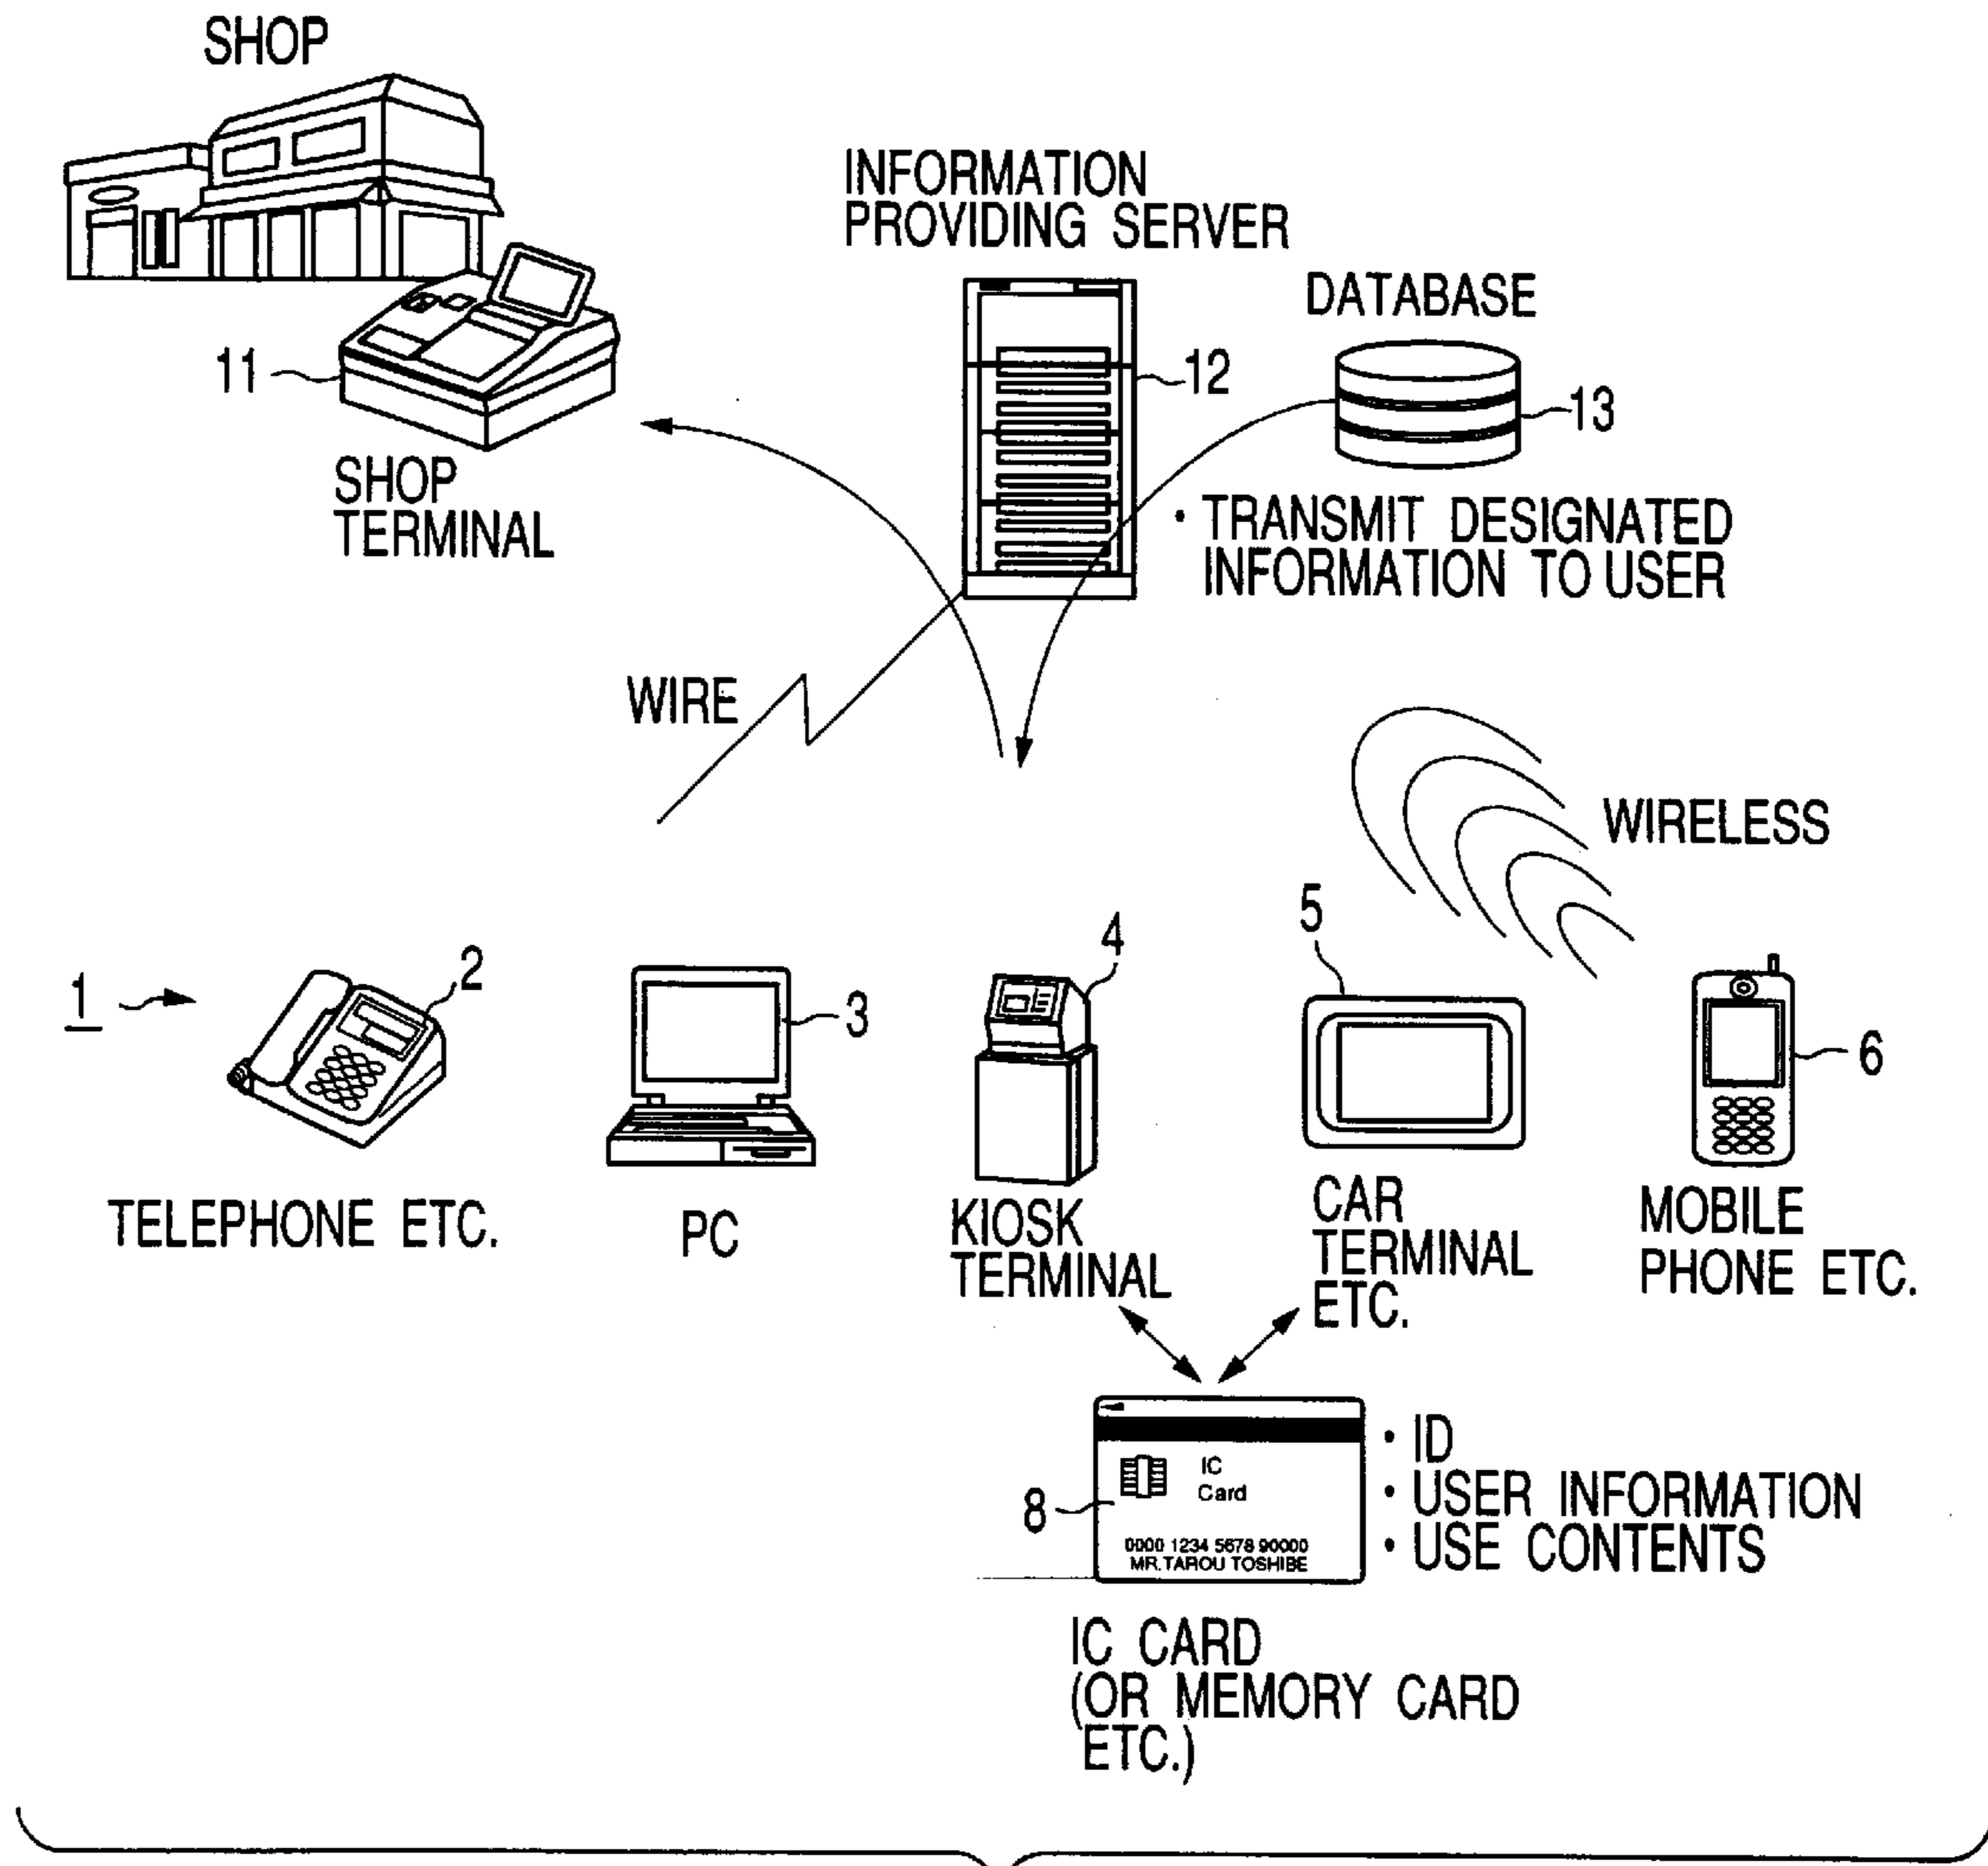 SHOP
INFORMATION
PROVIDING SERVER
DATABASE
11
12
13
SHOP
TERMINAL
• TRANSMIT DESIGNATED
INFORMATION TO USER
WIRE
WIRELESS
1
2
3
4
5
6
TELEPHONE ETC.
PC
KIOSK
TERMINAL
CAR
TERMINAL
ETC.
MOBILE
PHONE ETC.
8
IC
Card
0000 1234 5678 90000
MR.TAROU TOSHIBE
• ID
• USER INFORMATION
• USE CONTENTS
IC CARD
(OR MEMORY CARD
ETC.)